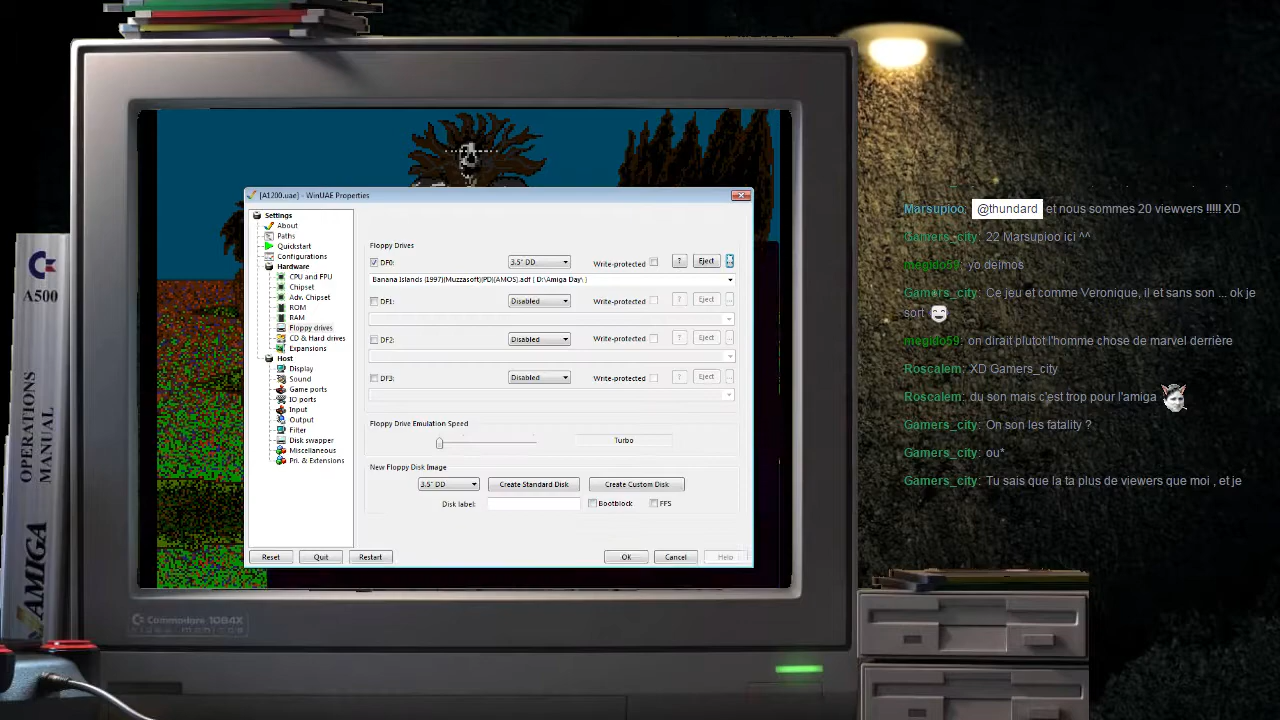 [A1200.uae] - WinUAE Properties
Settings
About
Paths
Quickstart
Configurations
Hardware
CPU and FPU
Chipset
Adv. Chipset
ROM
RAM
Floppy drives
CD & Hard drives
Expansions
Host
Display
Sound
Game ports
IO ports
Input
Output
Filter
Disk swapper
Miscellaneous
Pri. & Extensions
Floppy Drives
DF0: 3.5" DD Write-protected ? Eject ...
Banana Islands (1997)(Muzzasoft)(PD)[AMOS].adf { D:\Amiga Day\ }
DF1: Disabled Write-protected ? Eject ...
DF2: Disabled Write-protected ? Eject ...
DF3: Disabled Write-protected ? Eject ...
Floppy Drive Emulation Speed
Turbo
New Floppy Disk Image
3.5" DD Create Standard Disk Create Custom Disk
Disk label: Bootblock FFS
Reset Quit Restart OK Cancel Help
Marsupioo: @thundard et nous sommes 20 viewvers !!!!! XD
Gamers_city: 22 Marsupioo ici ^^
megido59: yo deimos
Gamers_city: Ce jeu et comme Veronique, il et sans son ... ok je
sort
megido59: on dirait plutot l'homme chose de marvel derrière
Roscalem: XD Gamers_city
Roscalem: du son mais c'est trop pour l'amiga
Gamers_city: On son les fatality ?
Gamers_city: ou*
Gamers_city: Tu sais que la ta plus de viewers que moi , et je
A500
OPERATIONS
MANUAL
AMIGA
Commodore 1084X